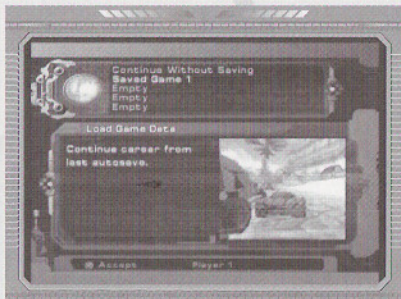 Continue Without Saving
Saved Game 1
Empty
Empty
Empty
Load Game Data
Continue career from
last autosave.
Accept Player 1